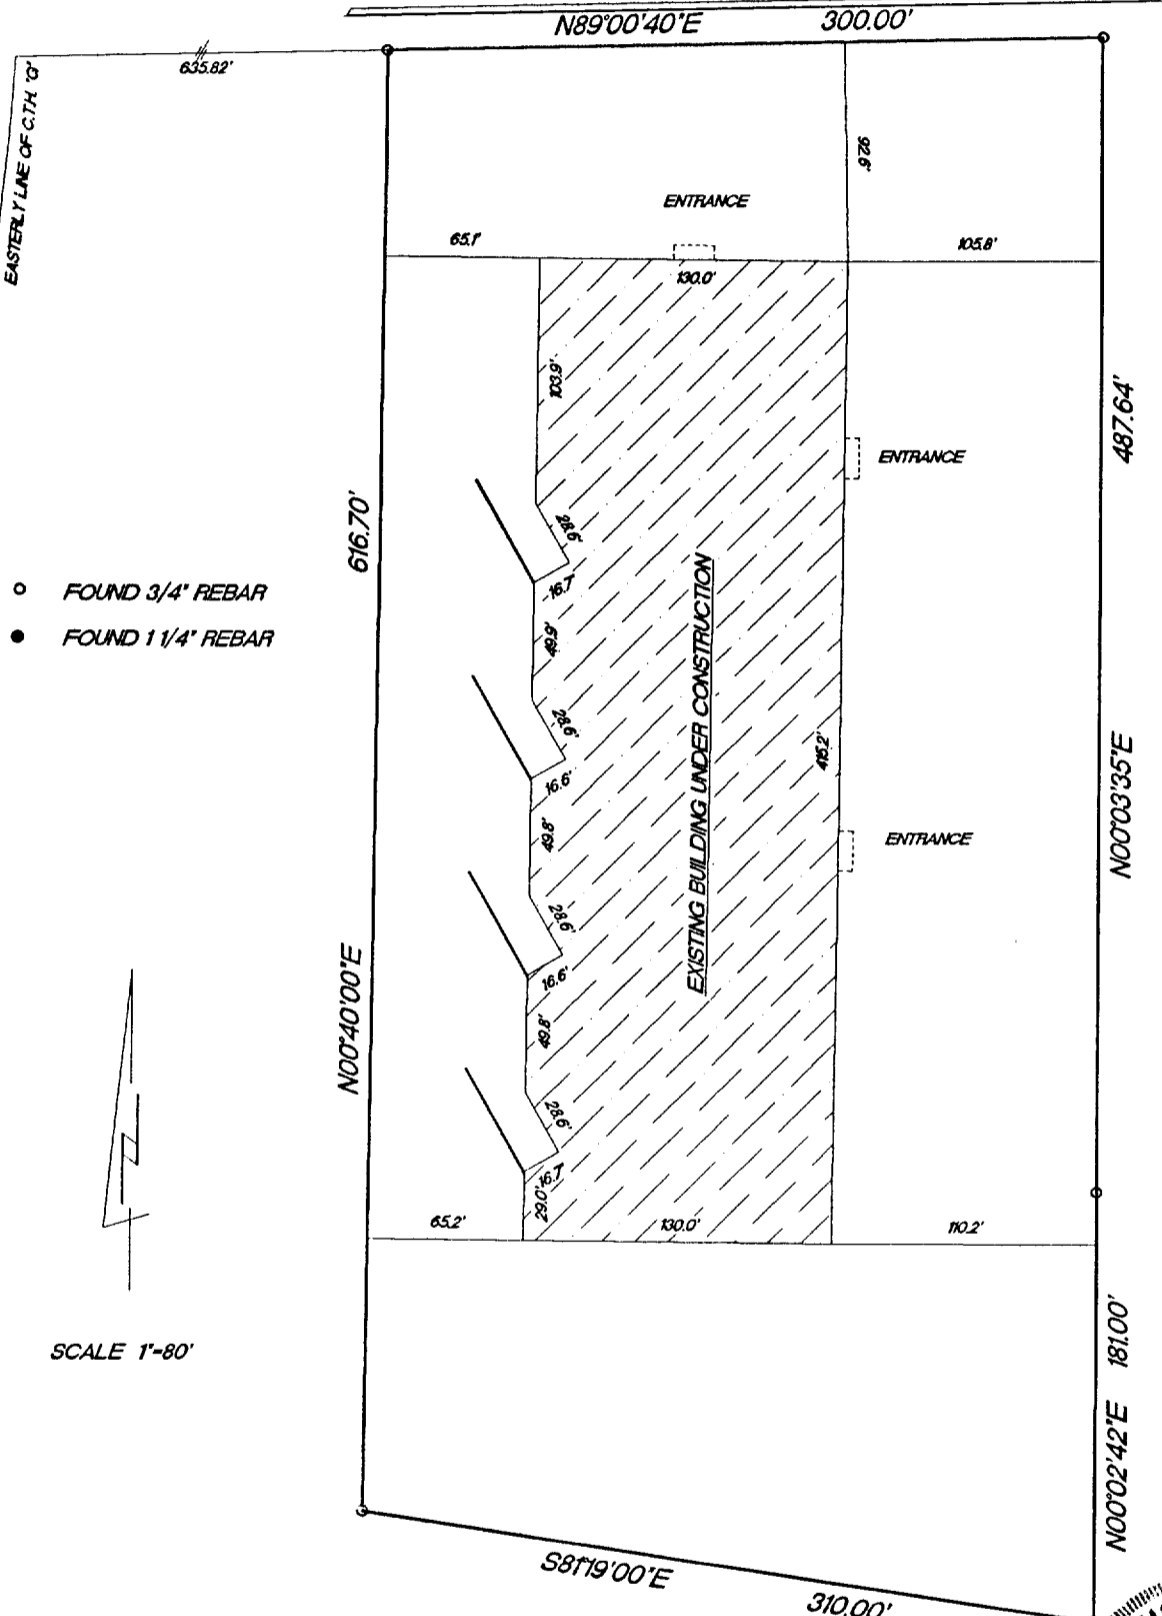 N89°00'40"E 300.00'
635.82'
EASTERLY LINE OF C.T.H. "G"
92.6'
ENTRANCE
65.1'
105.8'
130.0'
103.9'
487.64'
ENTRANCE
616.70'
28.6'
16.7'
○ FOUND 3/4" REBAR
● FOUND 1 1/4" REBAR
49.9'
EXISTING BUILDING UNDER CONSTRUCTION
28.6'
415.2'
N00°03'35"E
16.6'
49.8'
ENTRANCE
28.6'
16.6'
N00°40'00"E
49.8'
28.6'
16.7'
29.0'
65.2'
130.0'
110.2'
SCALE 1"=80'
N00°02'42"E 181.00'
S81°19'00"E 310.00'